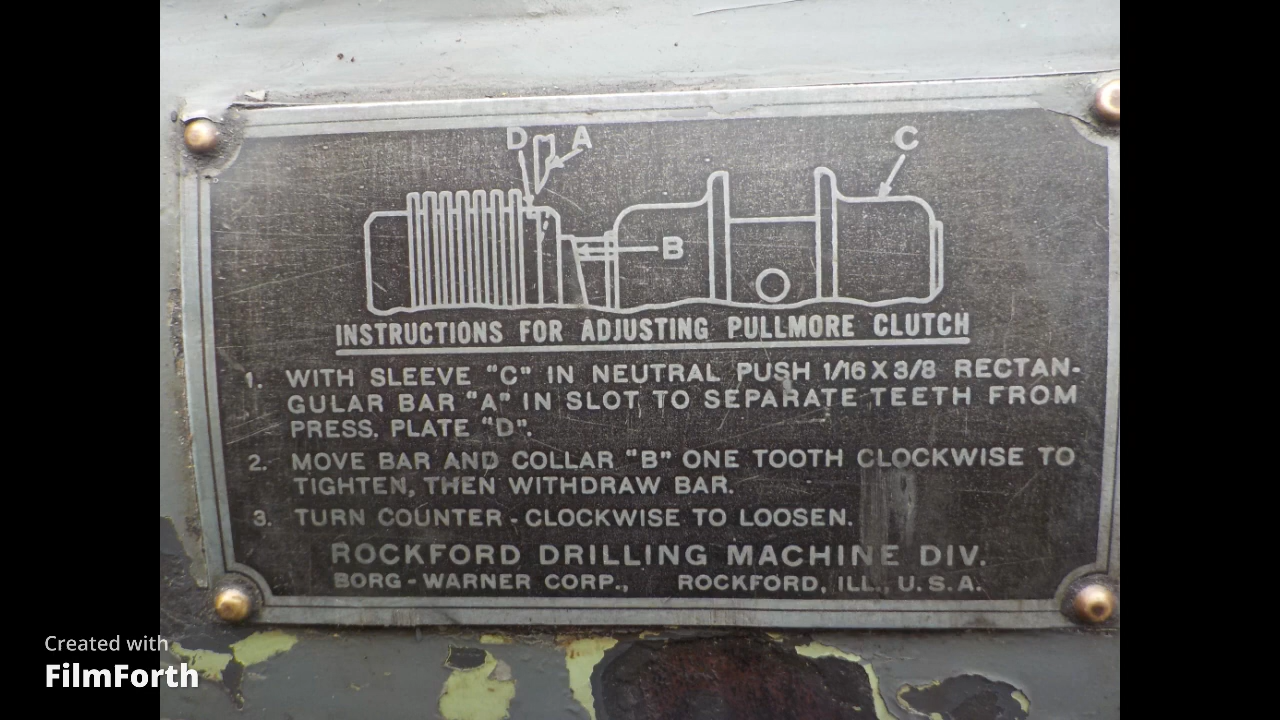 D A C
B
INSTRUCTIONS FOR ADJUSTING PULLMORE CLUTCH
1. WITH SLEEVE "C" IN NEUTRAL PUSH 1/16 X 3/8 RECTAN-
GULAR BAR "A" IN SLOT TO SEPARATE TEETH FROM
PRESS. PLATE "D".
2. MOVE BAR AND COLLAR "B" ONE TOOTH CLOCKWISE TO
TIGHTEN, THEN WITHDRAW BAR.
3. TURN COUNTER-CLOCKWISE TO LOOSEN.
ROCKFORD DRILLING MACHINE DIV.
BORG-WARNER CORP., ROCKFORD, ILL., U.S.A.
Created with
FilmForth